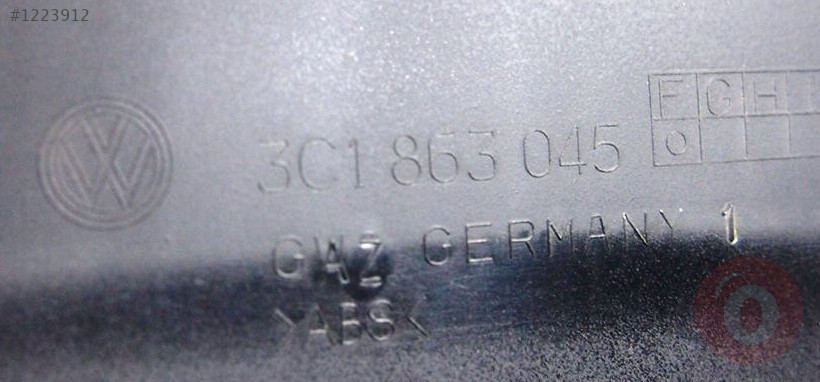 #1223912
F G H I
3C1 863 045
GWZ GERMANY 1
>ABS<